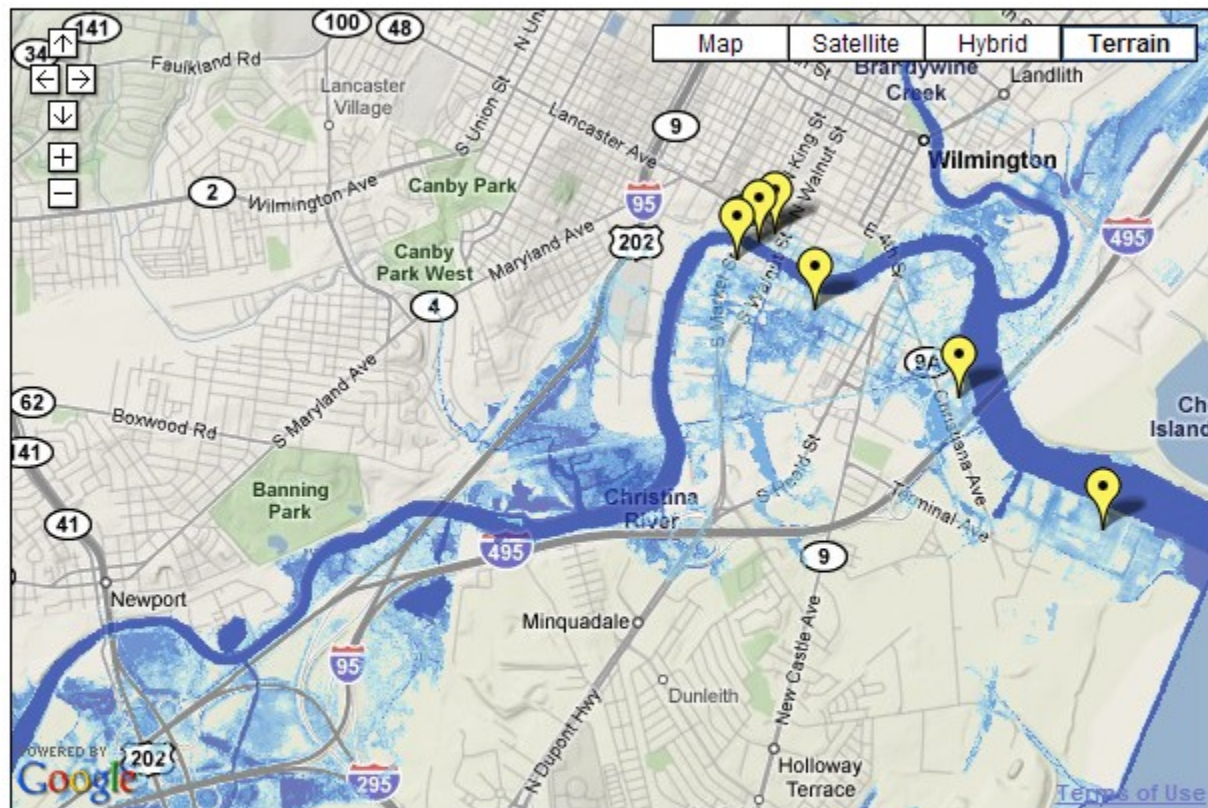 141
34
100
48
N Uni
Map
Satellite
Hybrid
Terrain
Faulkland Rd
Lancaster
Village
S Union St
Lancaster Ave
9
Brandywine
Creek
Landlith
Wilmington
N King St
N Walnut St
2
Wilmington Ave
Canby Park
95
202
Maryland Ave
Canby
Park West
4
E 4th St
495
S Market St
S Walnut St
9A
62
Boxwood Rd
S Maryland Ave
141
Ch
Island
Christiana Ave
S Heald St
Banning
Park
Christina
River
Terminal Ave
41
495
9
Newport
Minquadale
95
Dunleith
New Castle Ave
N Dupont Hwy
POWERED BY
Google
202
295
Holloway
Terrace
Terms of Use